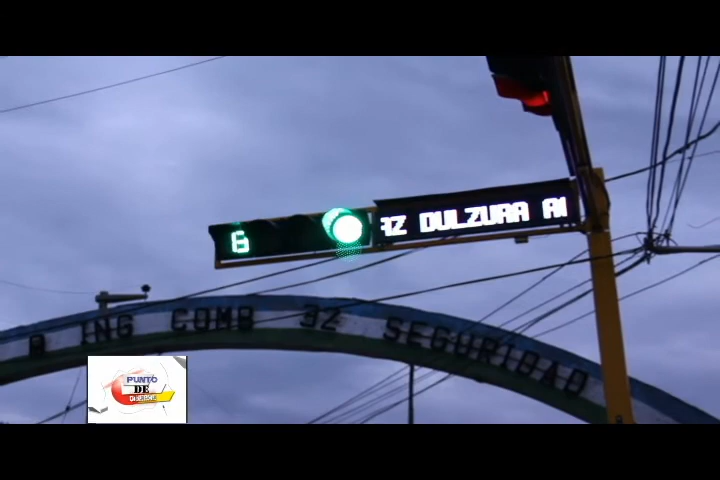 6
DULZURA
ING COMB 32 SEGURIDAD
PUNTO
DE